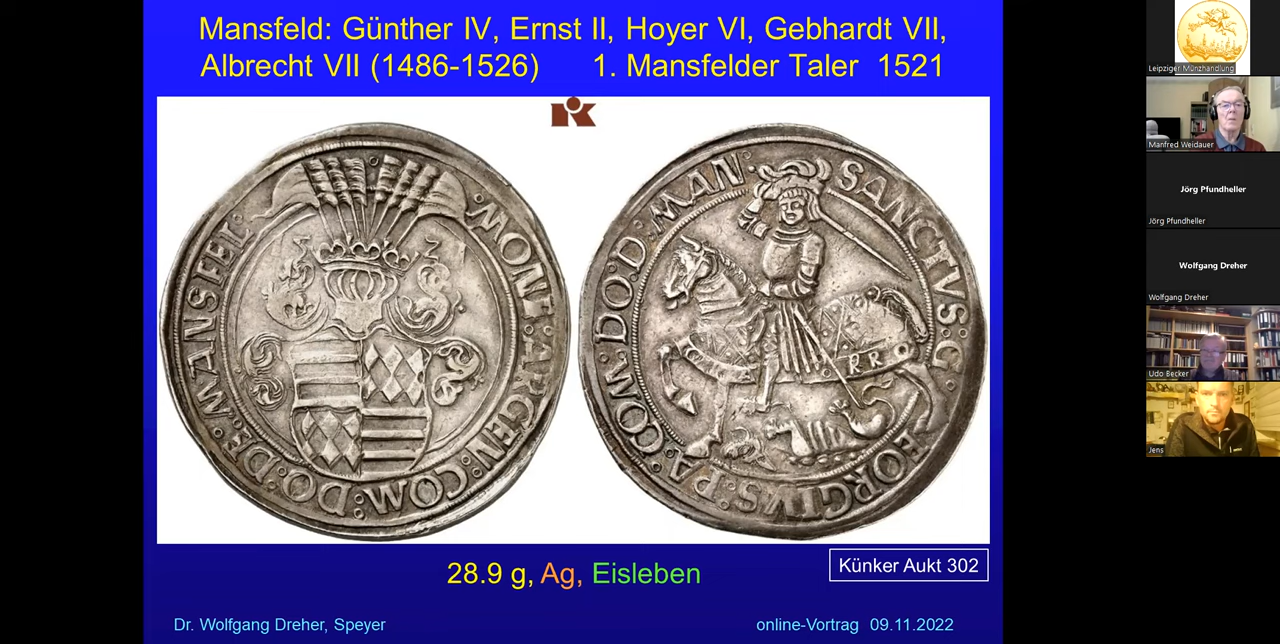 Mansfeld: Günther IV, Ernst II, Hoyer VI, Gebhardt VII,
Albrecht VII (1486-1526) 1. Mansfelder Taler 1521
MONE:ARGEN:COM:DO:DE:MANSFEL
SANCTVS:GEORGIVS:PA:COM:DO:D:MAN
28.9 g, Ag, Eisleben
Künker Aukt 302
Dr. Wolfgang Dreher, Speyer
online-Vortrag 09.11.2022
Leipziger Münzhandlung
Manfred Weidauer
Jörg Pfundheller
Jörg Pfundheller
Wolfgang Dreher
Wolfgang Dreher
Udo Becker
Jens